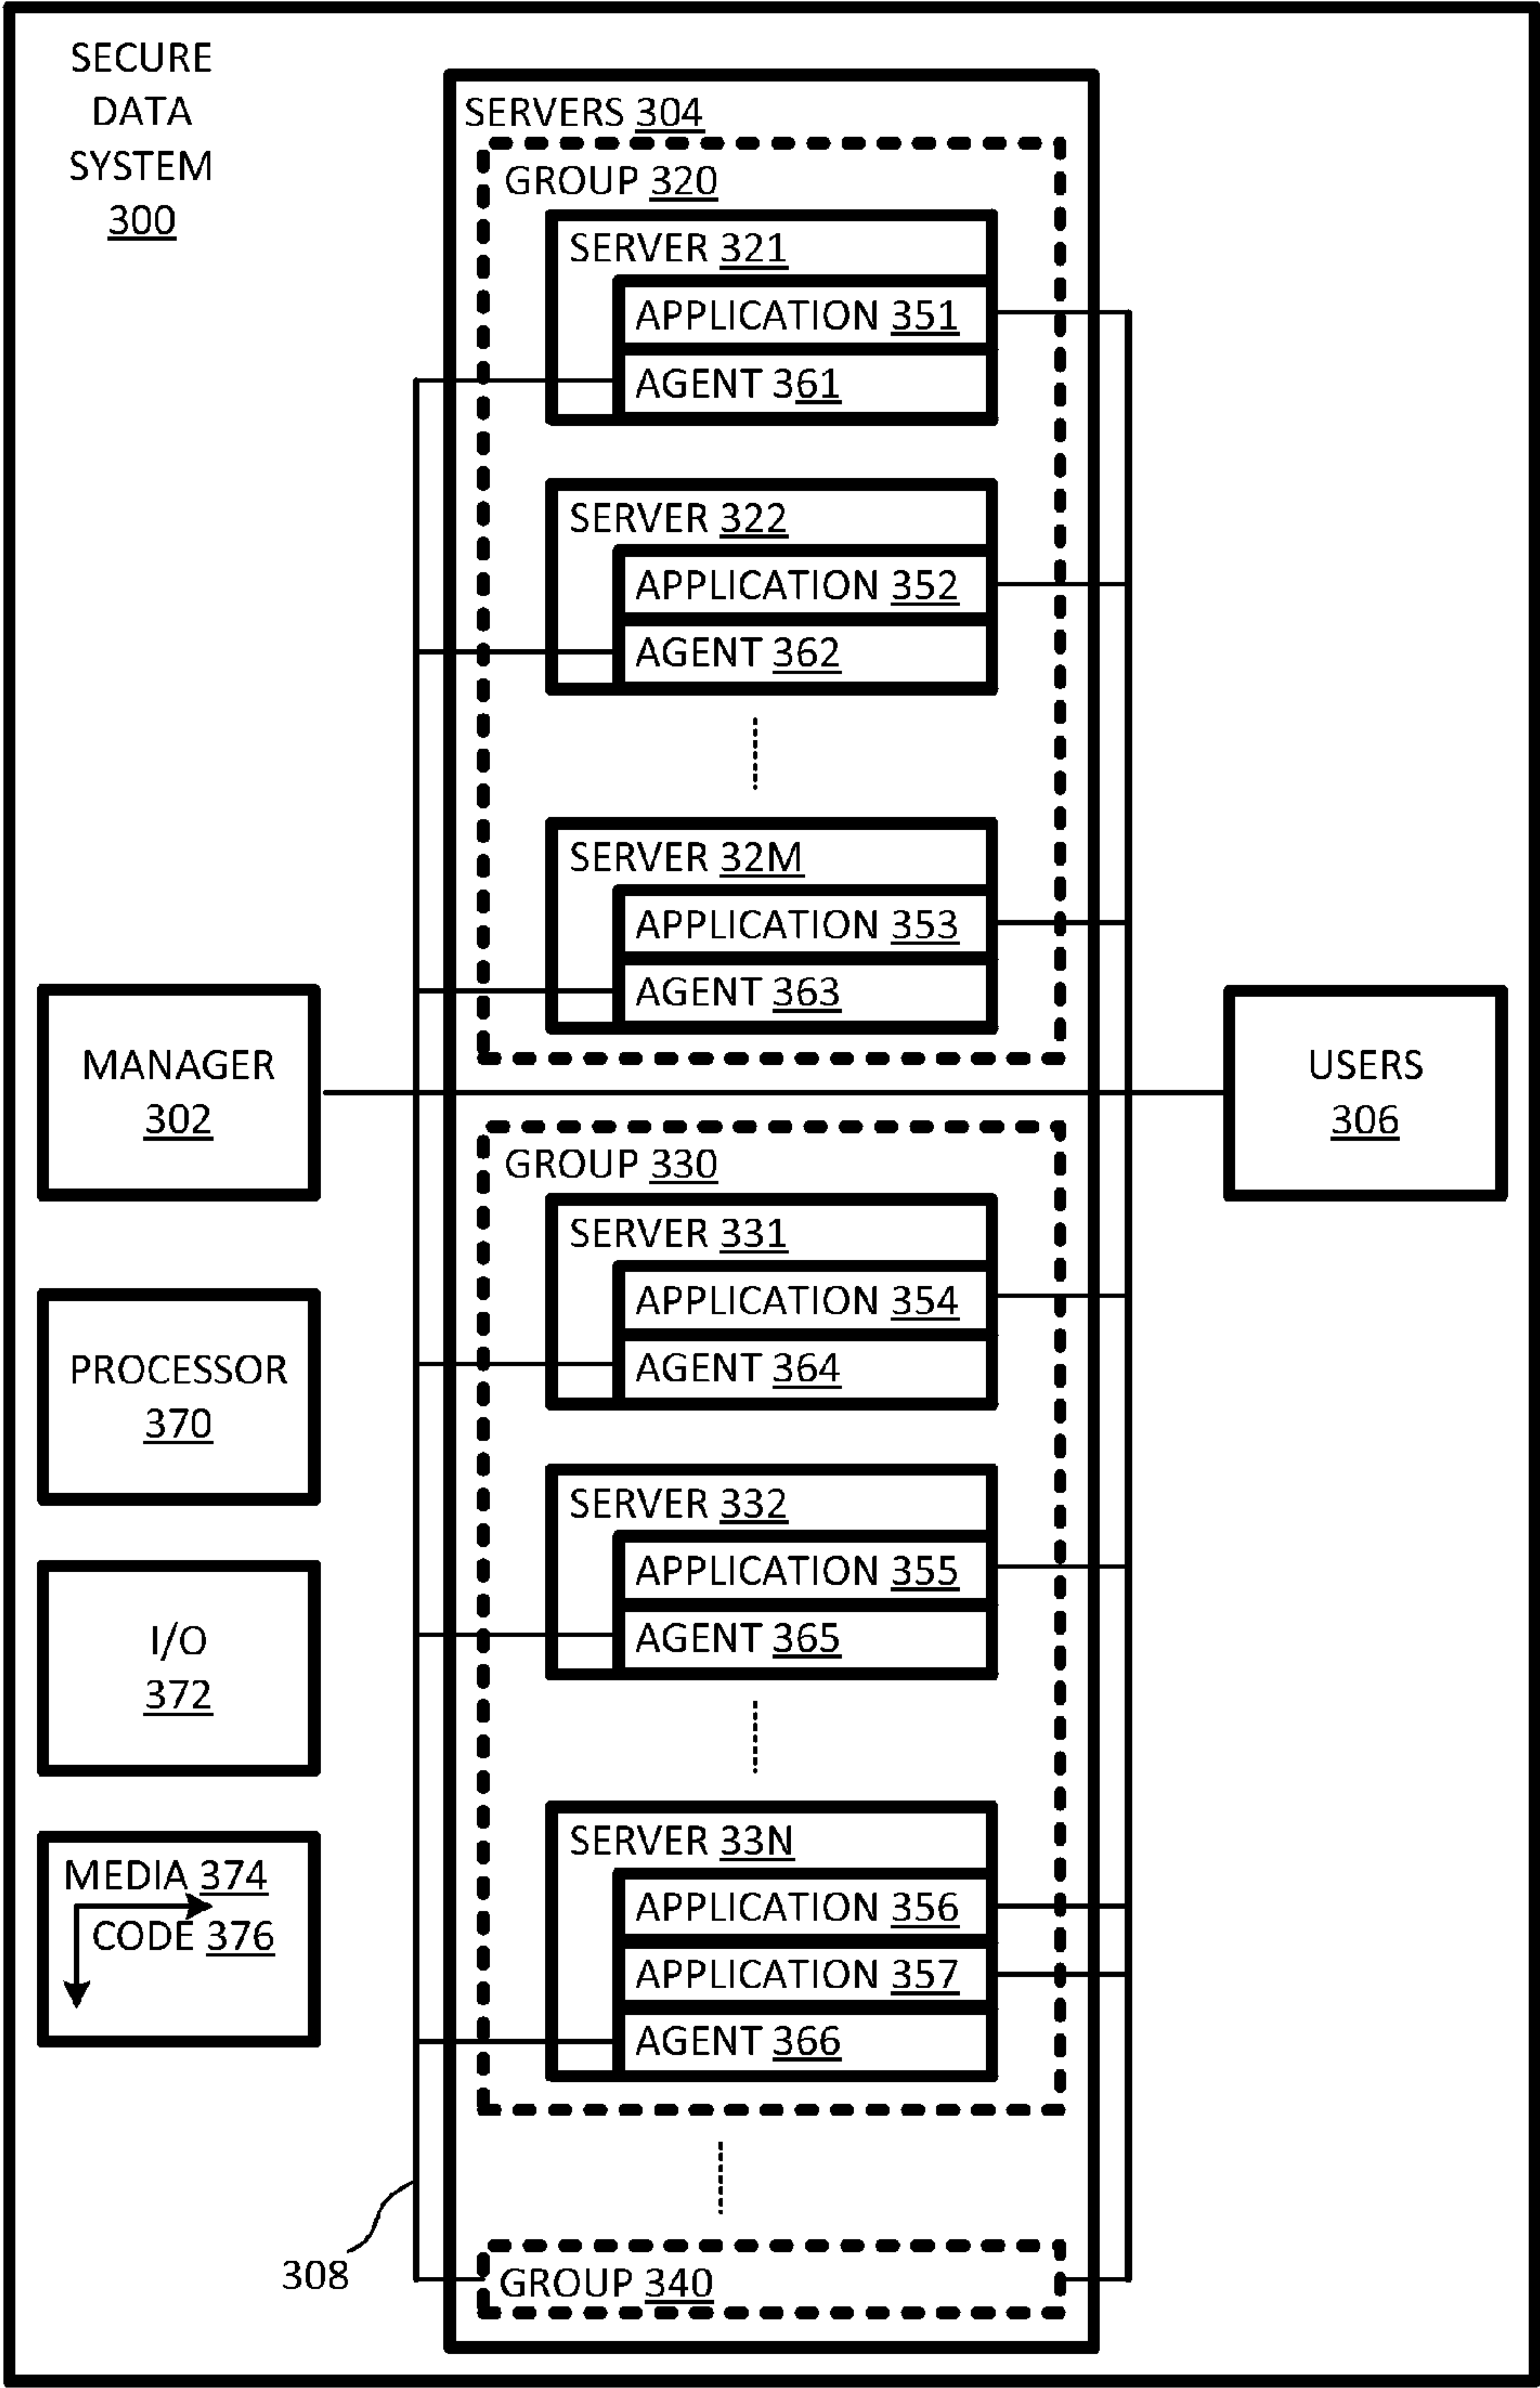 SECURE
DATA
SYSTEM
300
SERVERS 304
GROUP 320
SERVER 321
APPLICATION 351
AGENT 361
SERVER 322
APPLICATION 352
AGENT 362
SERVER 32M
APPLICATION 353
AGENT 363
MANAGER
302
USERS
306
GROUP 330
SERVER 331
APPLICATION 354
AGENT 364
PROCESSOR
370
SERVER 332
APPLICATION 355
AGENT 365
I/O
372
SERVER 33N
APPLICATION 356
APPLICATION 357
AGENT 366
MEDIA 374
CODE 376
308
GROUP 340